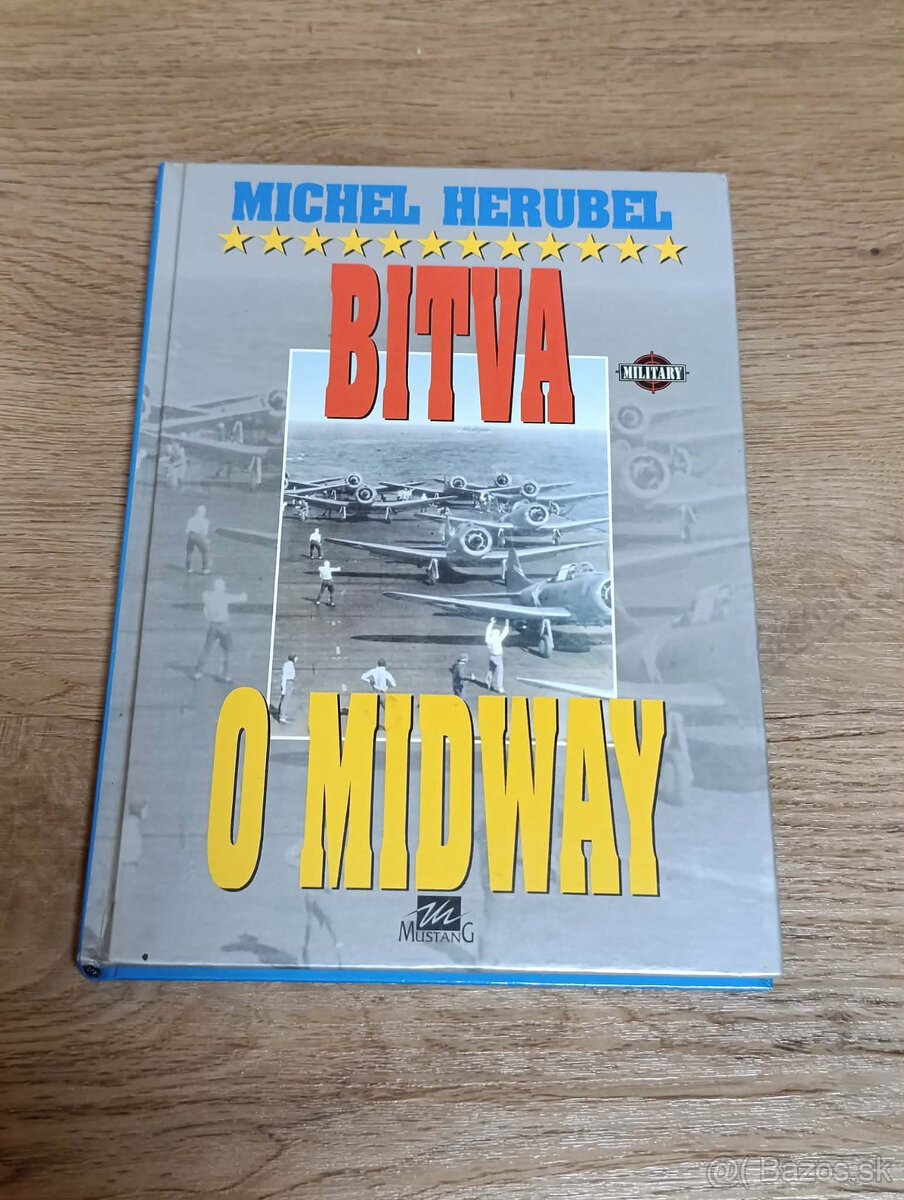 MICHEL HERUBEL
BITVA
MILITARY
O MIDWAY
MUSTANG
@( Bazos.sk